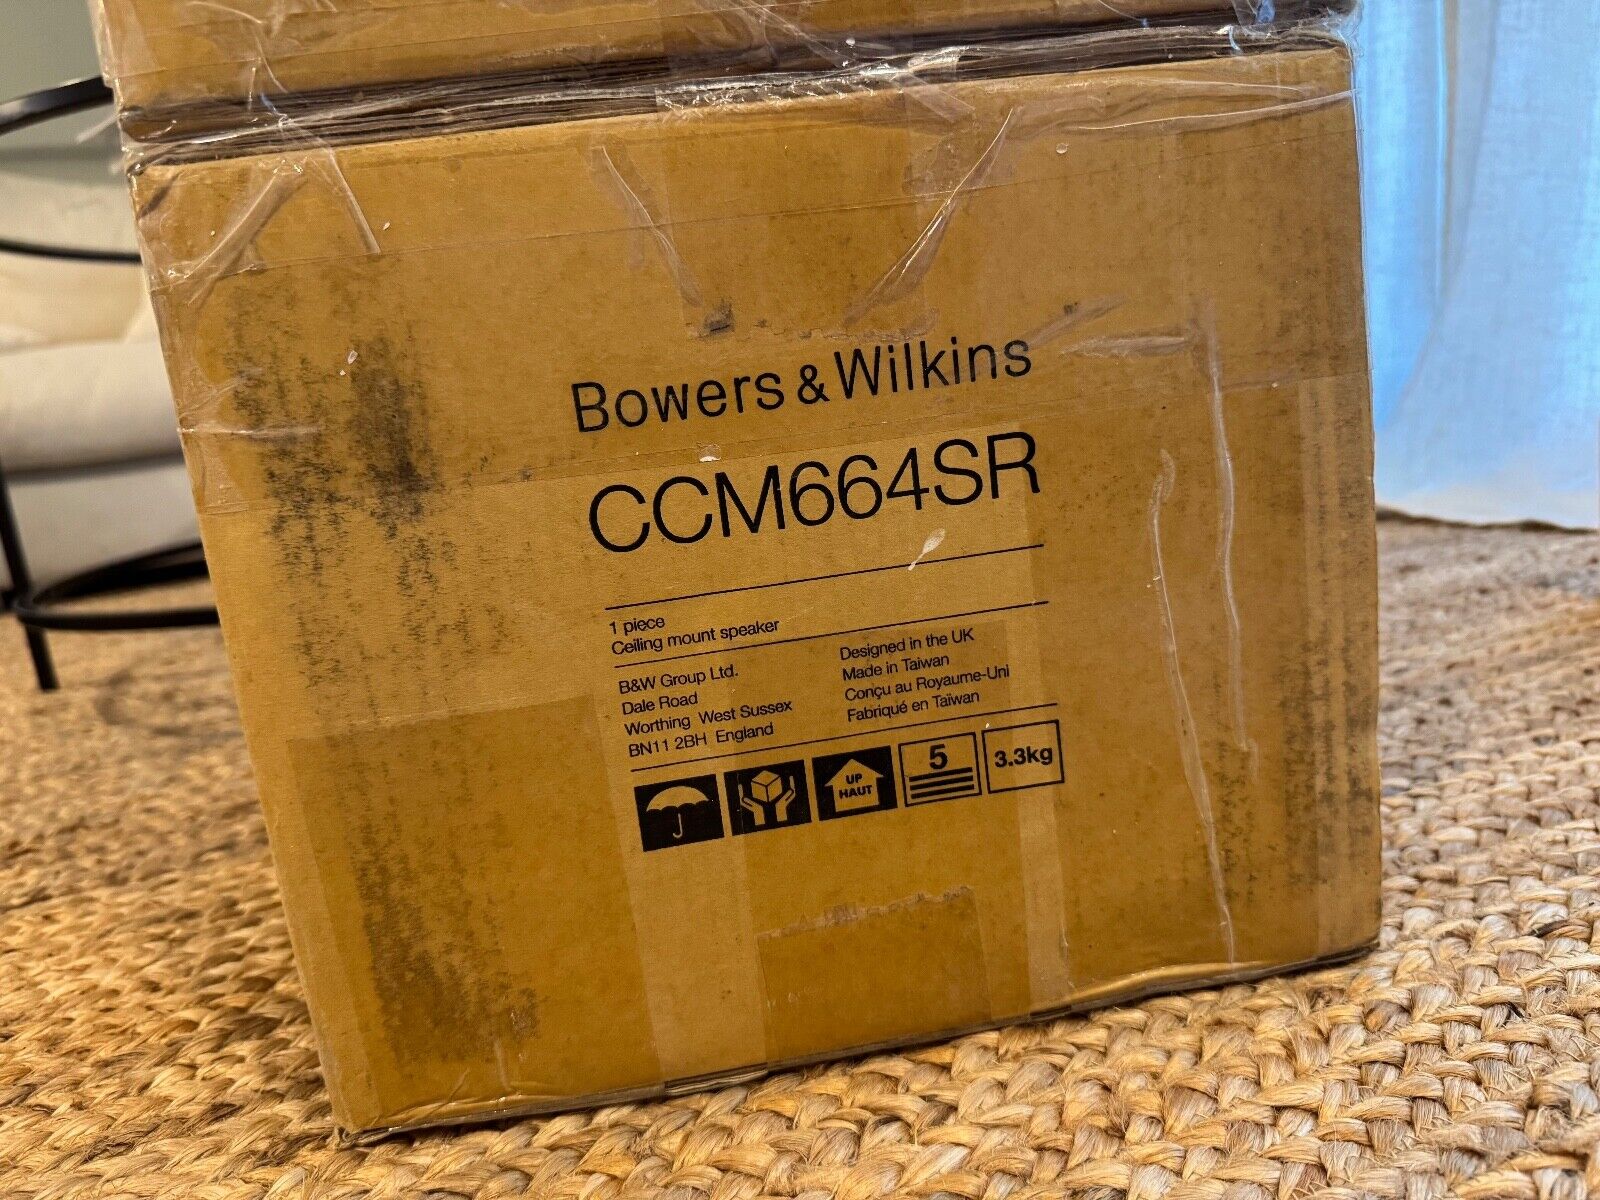 Bowers & Wilkins
CCM664SR
1 piece
Ceiling mount speaker
B&W Group Ltd.
Dale Road
Worthing West Sussex
BN11 2BH England
Designed in the UK
Made in Taiwan
Conçu au Royaume-Uni
Fabriqué en Taïwan
UP
HAUT
5
3.3kg